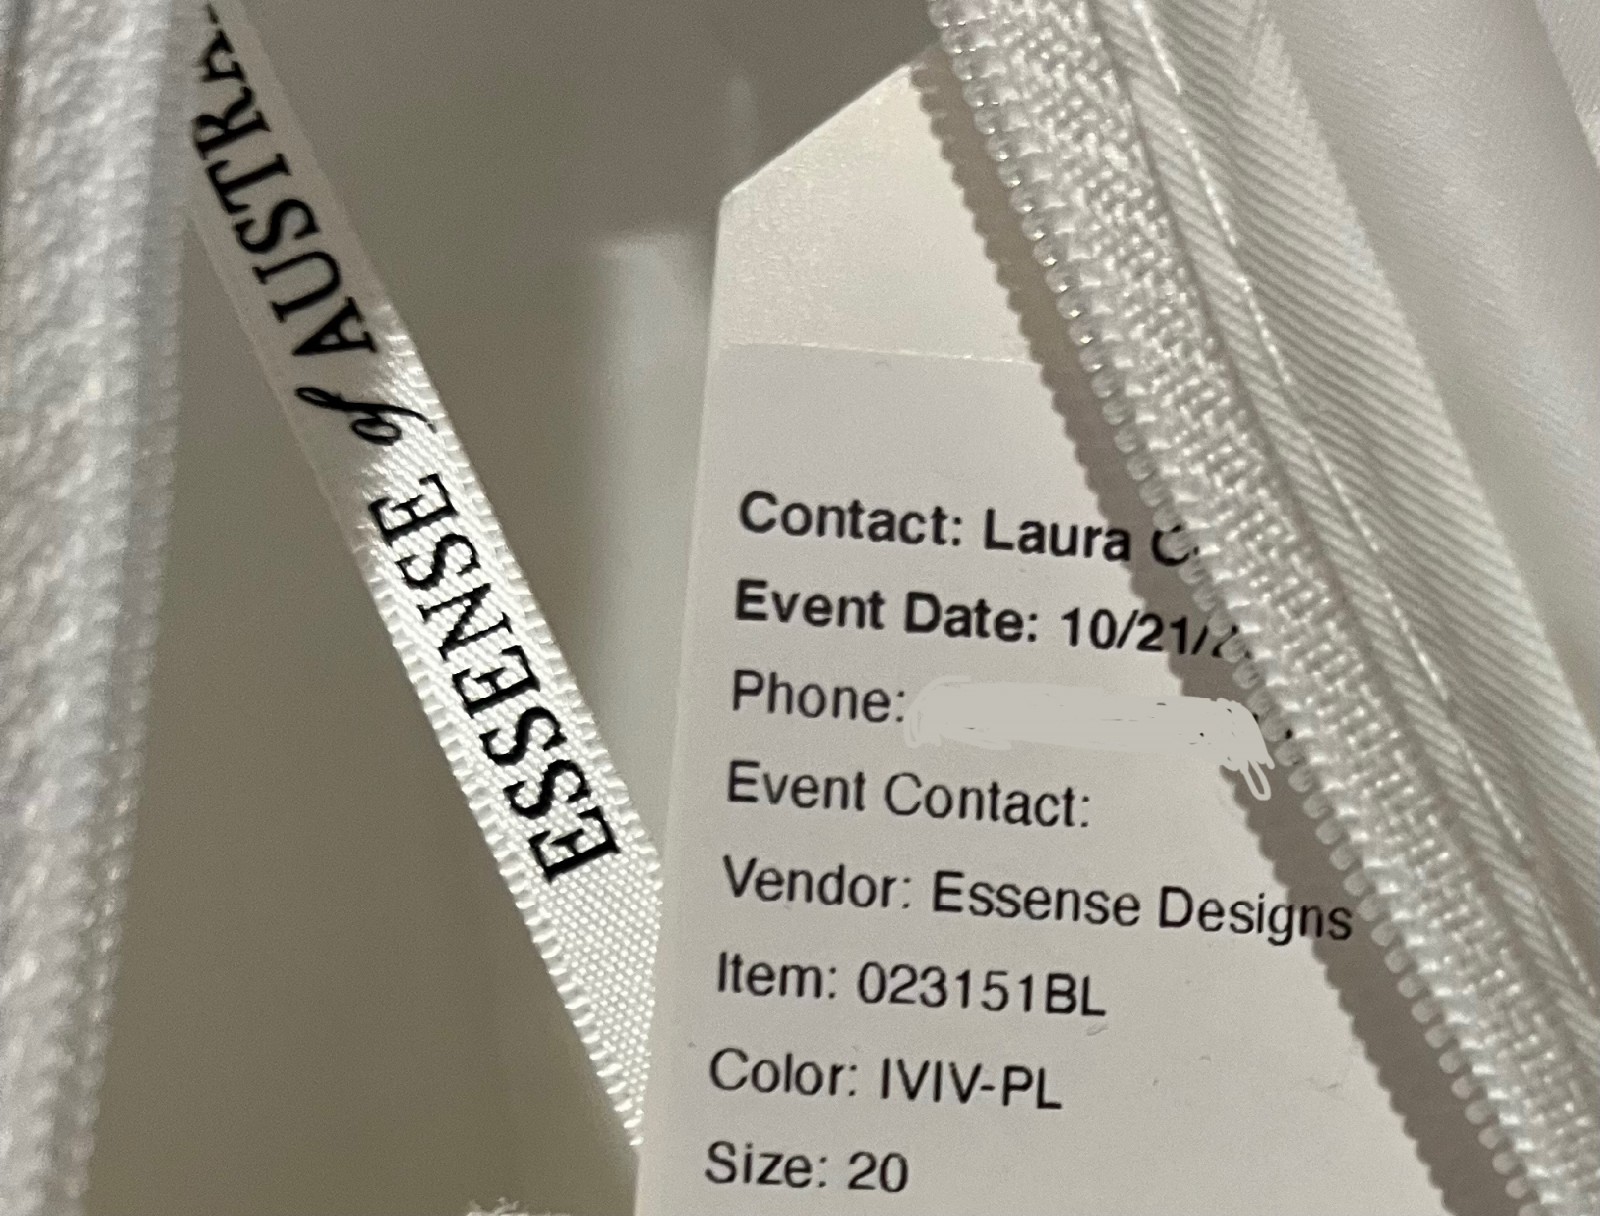 ESSENSE of AUSTRA
Contact: Laura
Event Date: 10/21/
Phone:
Event Contact:
Vendor: Essense Designs
Item: 023151BL
Color: IVIV-PL
Size: 20